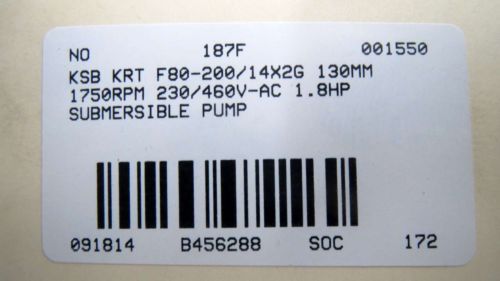 NO 187F 001550
KSB KRT F80-200/14X2G 130MM
1750RPM 230/460V-AC 1.8HP
SUBMERSIBLE PUMP
091814 B456288 SOC 172